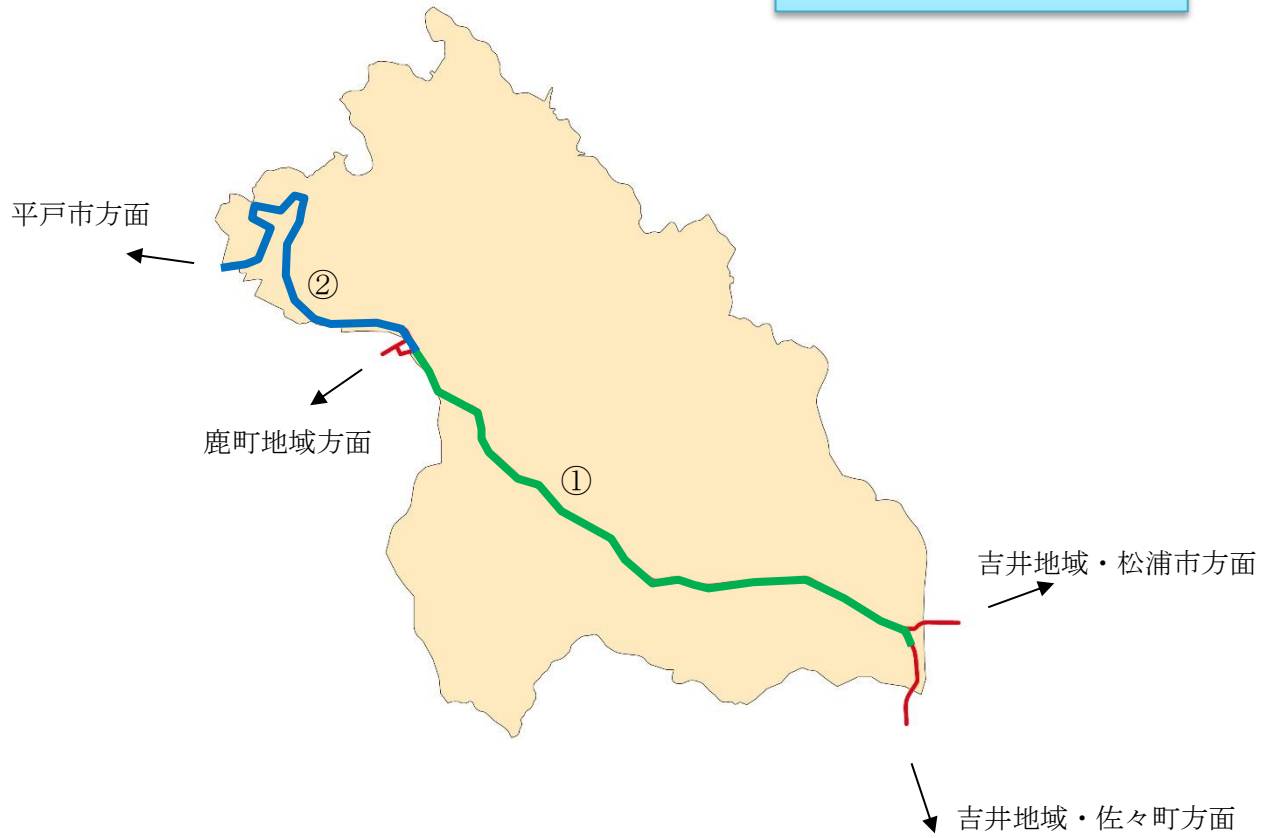 平戸市方面
②
鹿町地域方面
①
吉井地域・松浦市方面
吉井地域・佐々町方面